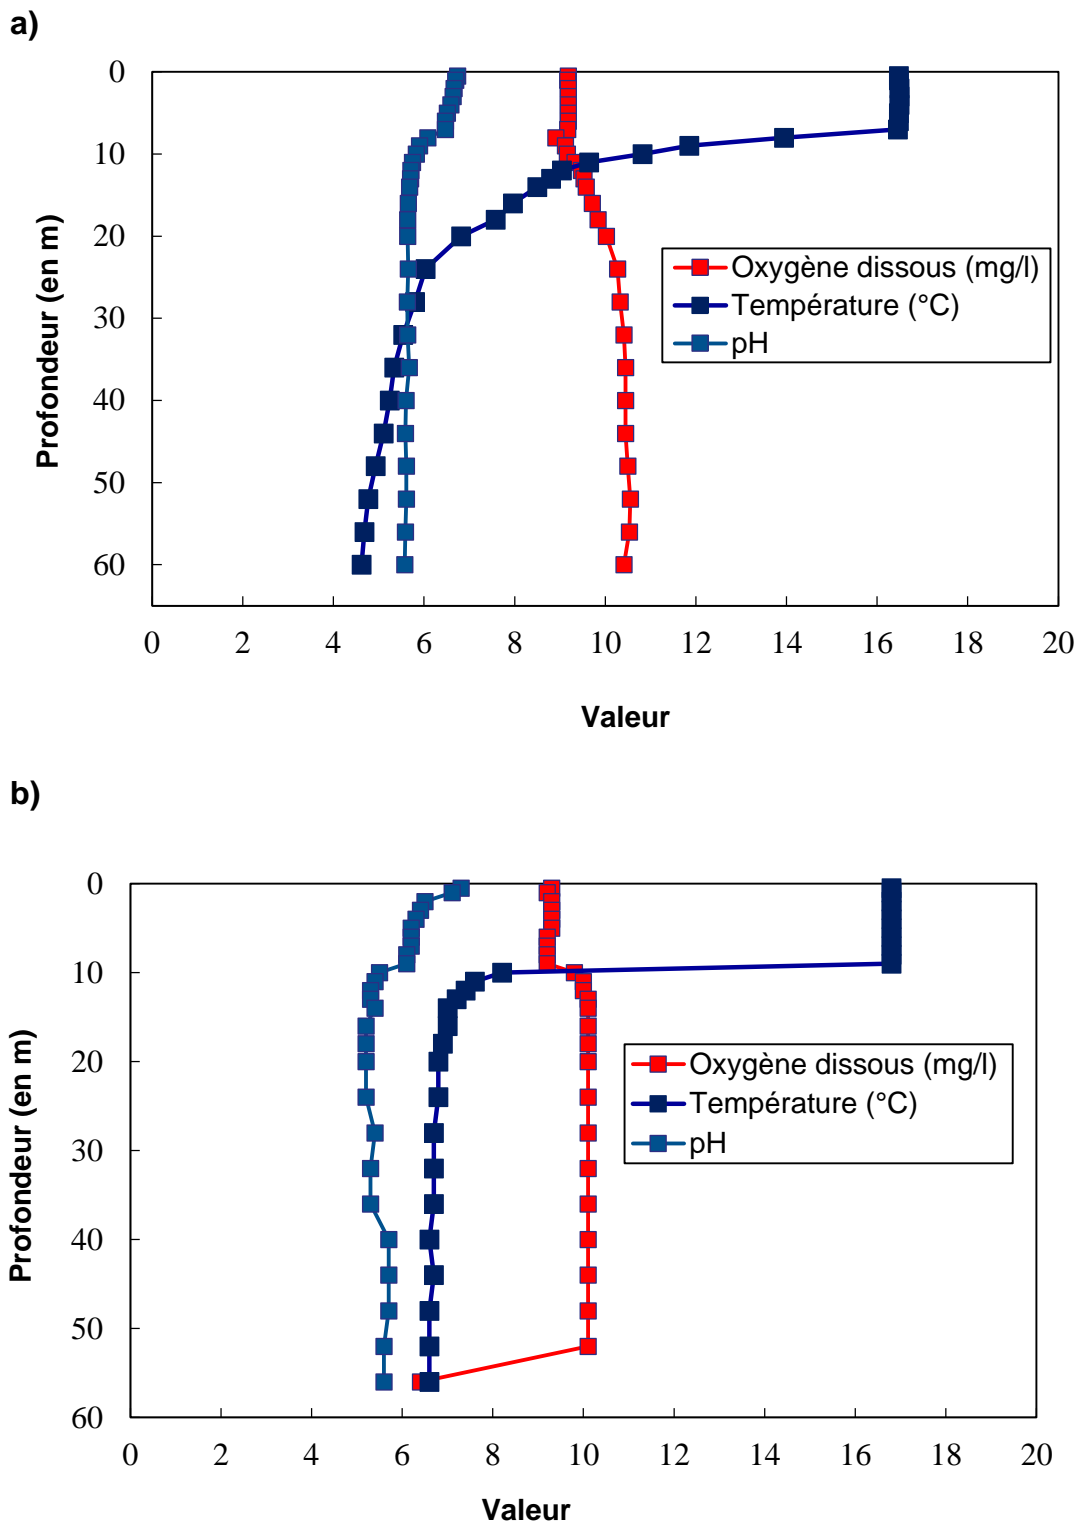 a)
0
10
20
30
40
50
60
Profondeur (en m)
Oxygène dissous (mg/l)
Température (°C)
pH
0 2 4 6 8 10 12 14 16 18 20
Valeur
b)
0
10
20
30
40
50
60
Profondeur (en m)
Oxygène dissous (mg/l)
Température (°C)
pH
0 2 4 6 8 10 12 14 16 18 20
Valeur